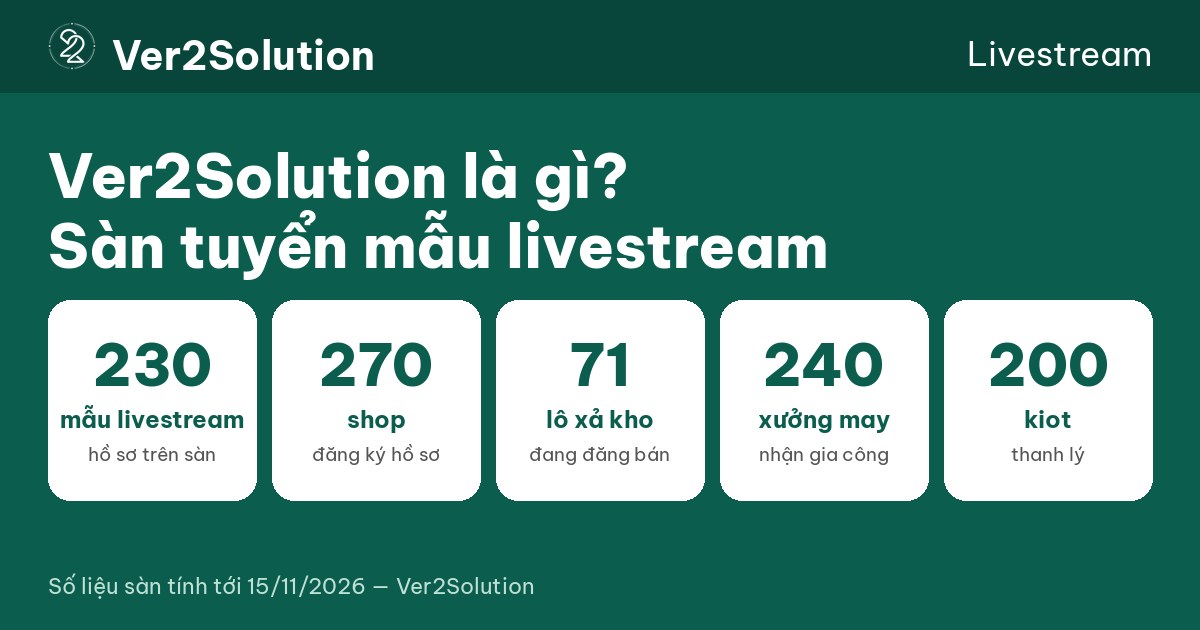 Ver2Solution
Livestream
Ver2Solution là gì?
Sàn tuyển mẫu livestream
230
mẫu livestream
hồ sơ trên sàn
270
shop
đăng ký hồ sơ
71
lô xả kho
đang đăng bán
240
xưởng may
nhận gia công
200
kiot
thanh lý
Số liệu sàn tính tới 15/11/2026 — Ver2Solution